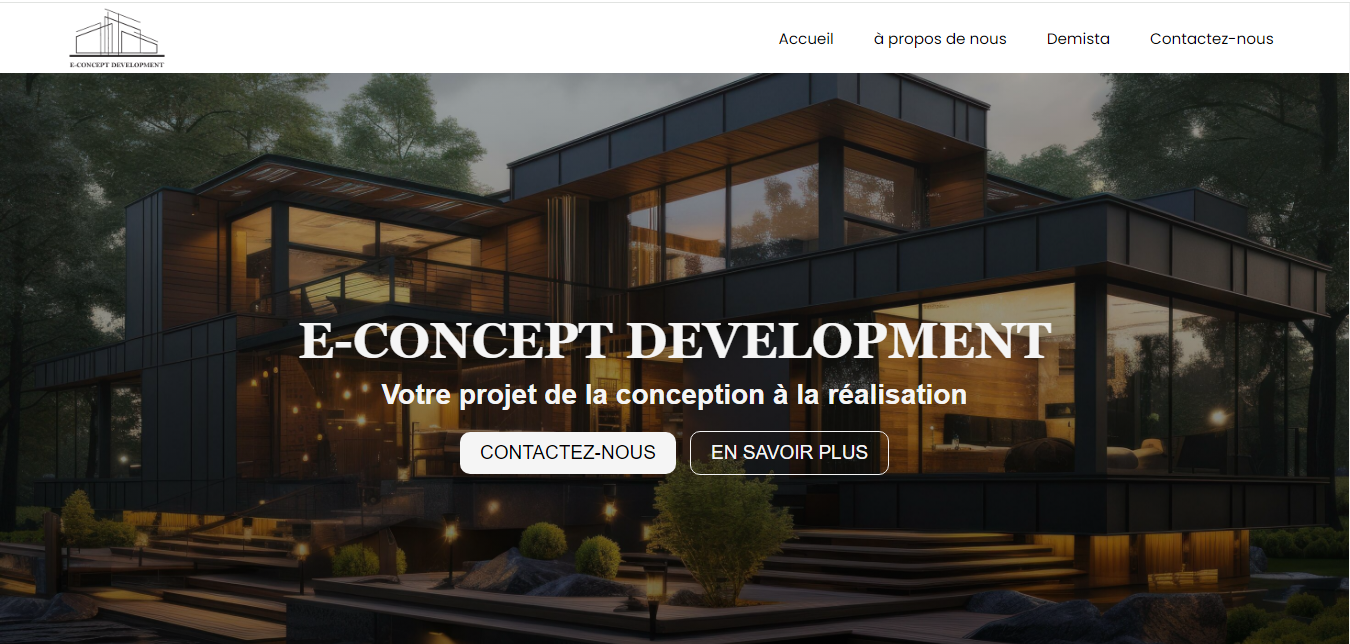 E-CONCEPT DEVELOPMENT
Accueil à propos de nous Demista Contactez-nous
E-CONCEPT DEVELOPMENT
Votre projet de la conception à la réalisation
CONTACTEZ-NOUS EN SAVOIR PLUS